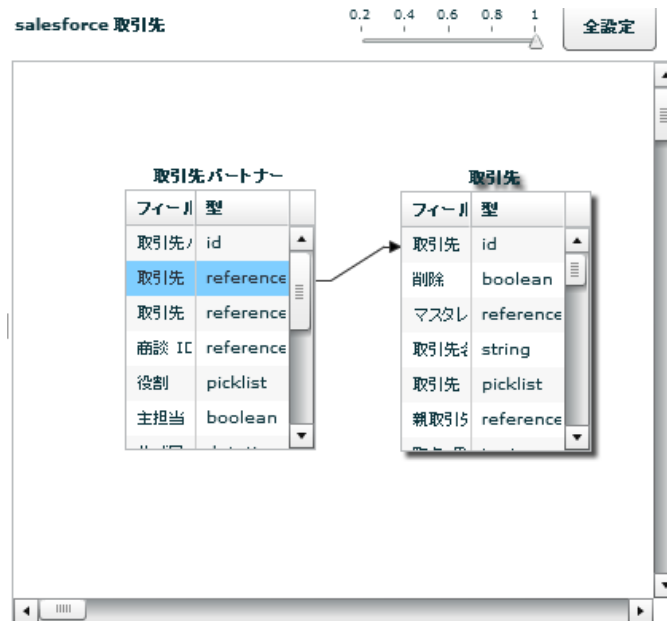 salesforce 取引先
0.2 0.4 0.6 0.8 1
全設定
取引先パートナー
フィール 型
取引先パ id
取引先 reference
取引先 reference
商談 ID reference
役割 picklist
主担当 boolean
取引先
フィール 型
取引先 id
削除 boolean
マスタレ reference
取引先名 string
取引先 picklist
親取引先 reference